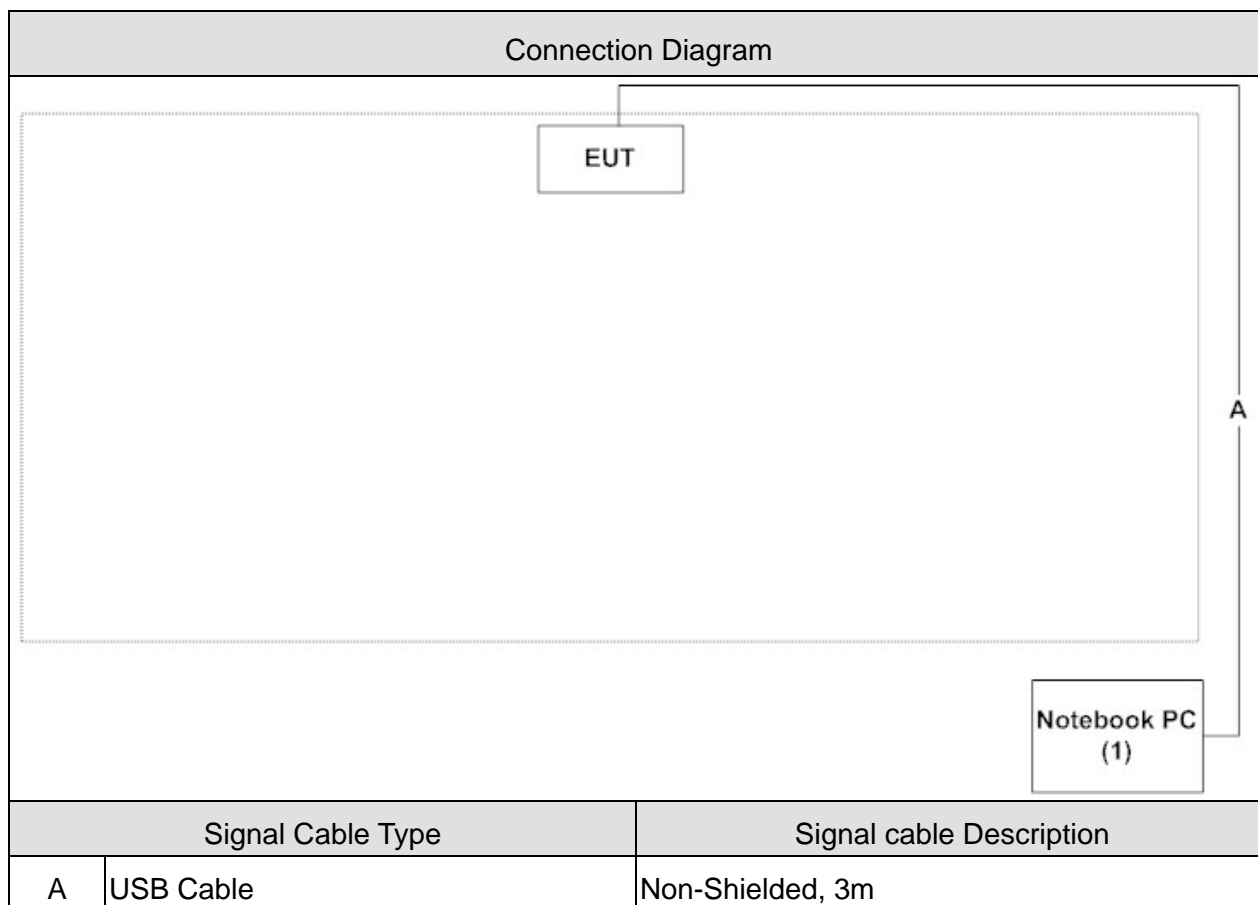 Connection Diagram
EUT
A
Notebook PC
(1)
Signal Cable Type
Signal cable Description
A
USB Cable
Non-Shielded, 3m